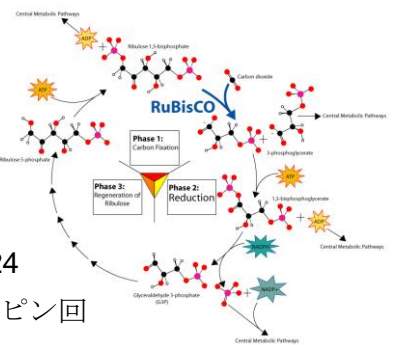 Central Metabolic Pathways
ADP
+
Ribulose 1,5-bisphosphate
Carbon dioxide
ATP
RuBisCO
+
Central Metabolic Pathways
Ribulose 5-phosphate
3-phosphoglycerate
Phase 1:
Carbon Fixation
ATP
Phase 3:
Regeneration of
Ribulose
Phase 2:
Reduction
1,3-bisphosphoglycerate
+
ADP
Central Metabolic Pathways
NADPH
24
Glyceraldehyde 3-phosphate
(G3P)
+
NADP+
ピン回
Central Metabolic Pathways